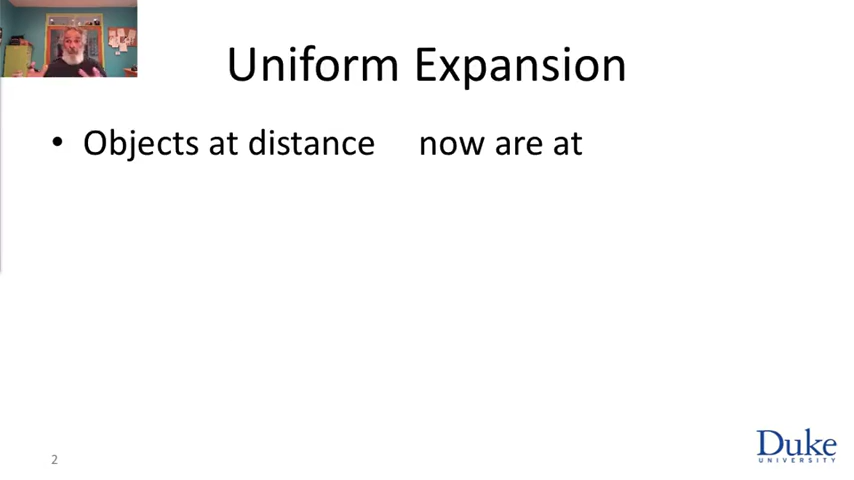 Uniform Expansion
• Objects at distance now are at
2
Duke
UNIVERSITY